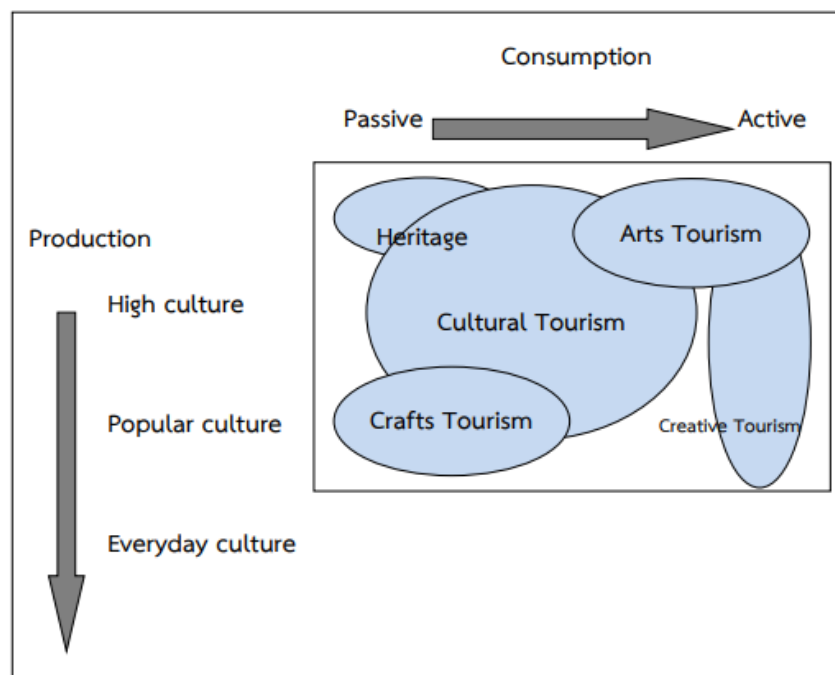 Consumption
Passive
Active
Production
Heritage
Arts Tourism
High culture
Cultural Tourism
Popular culture
Crafts Tourism
Creative Tourism
Everyday culture